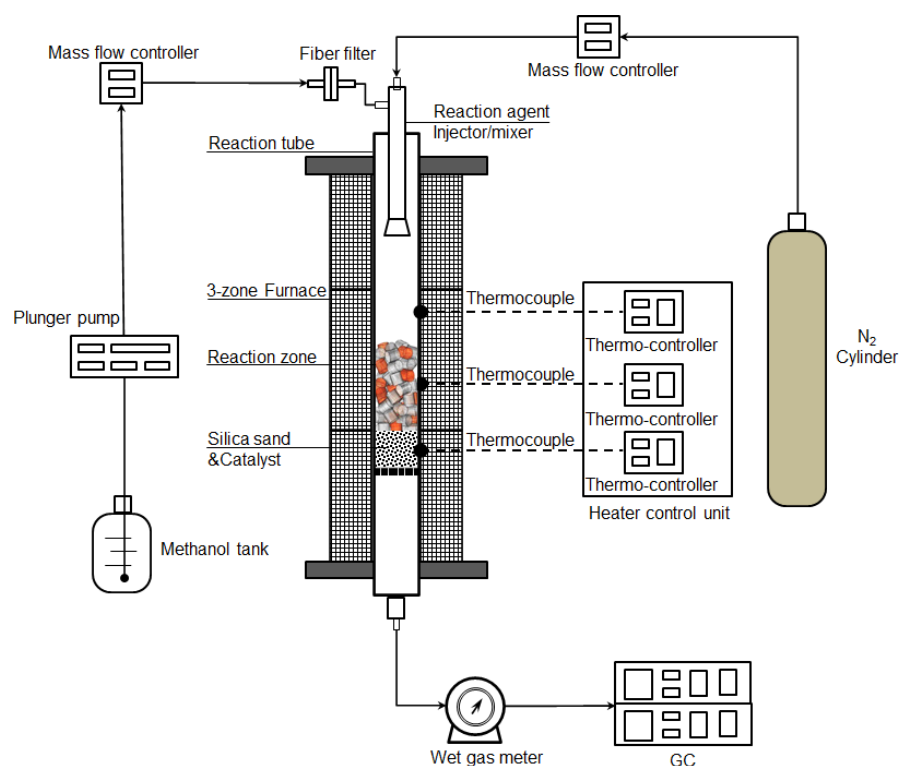 Mass flow controller
Fiber filter
Mass flow controller
Reaction agent
Injector/mixer
Reaction tube
3-zone Furnace
Thermocouple
Plunger pump
Thermo-controller
N2
Cylinder
Reaction zone
Thermocouple
Thermo-controller
Silica sand
&Catalyst
Thermocouple
Thermo-controller
Heater control unit
Methanol tank
Wet gas meter
GC